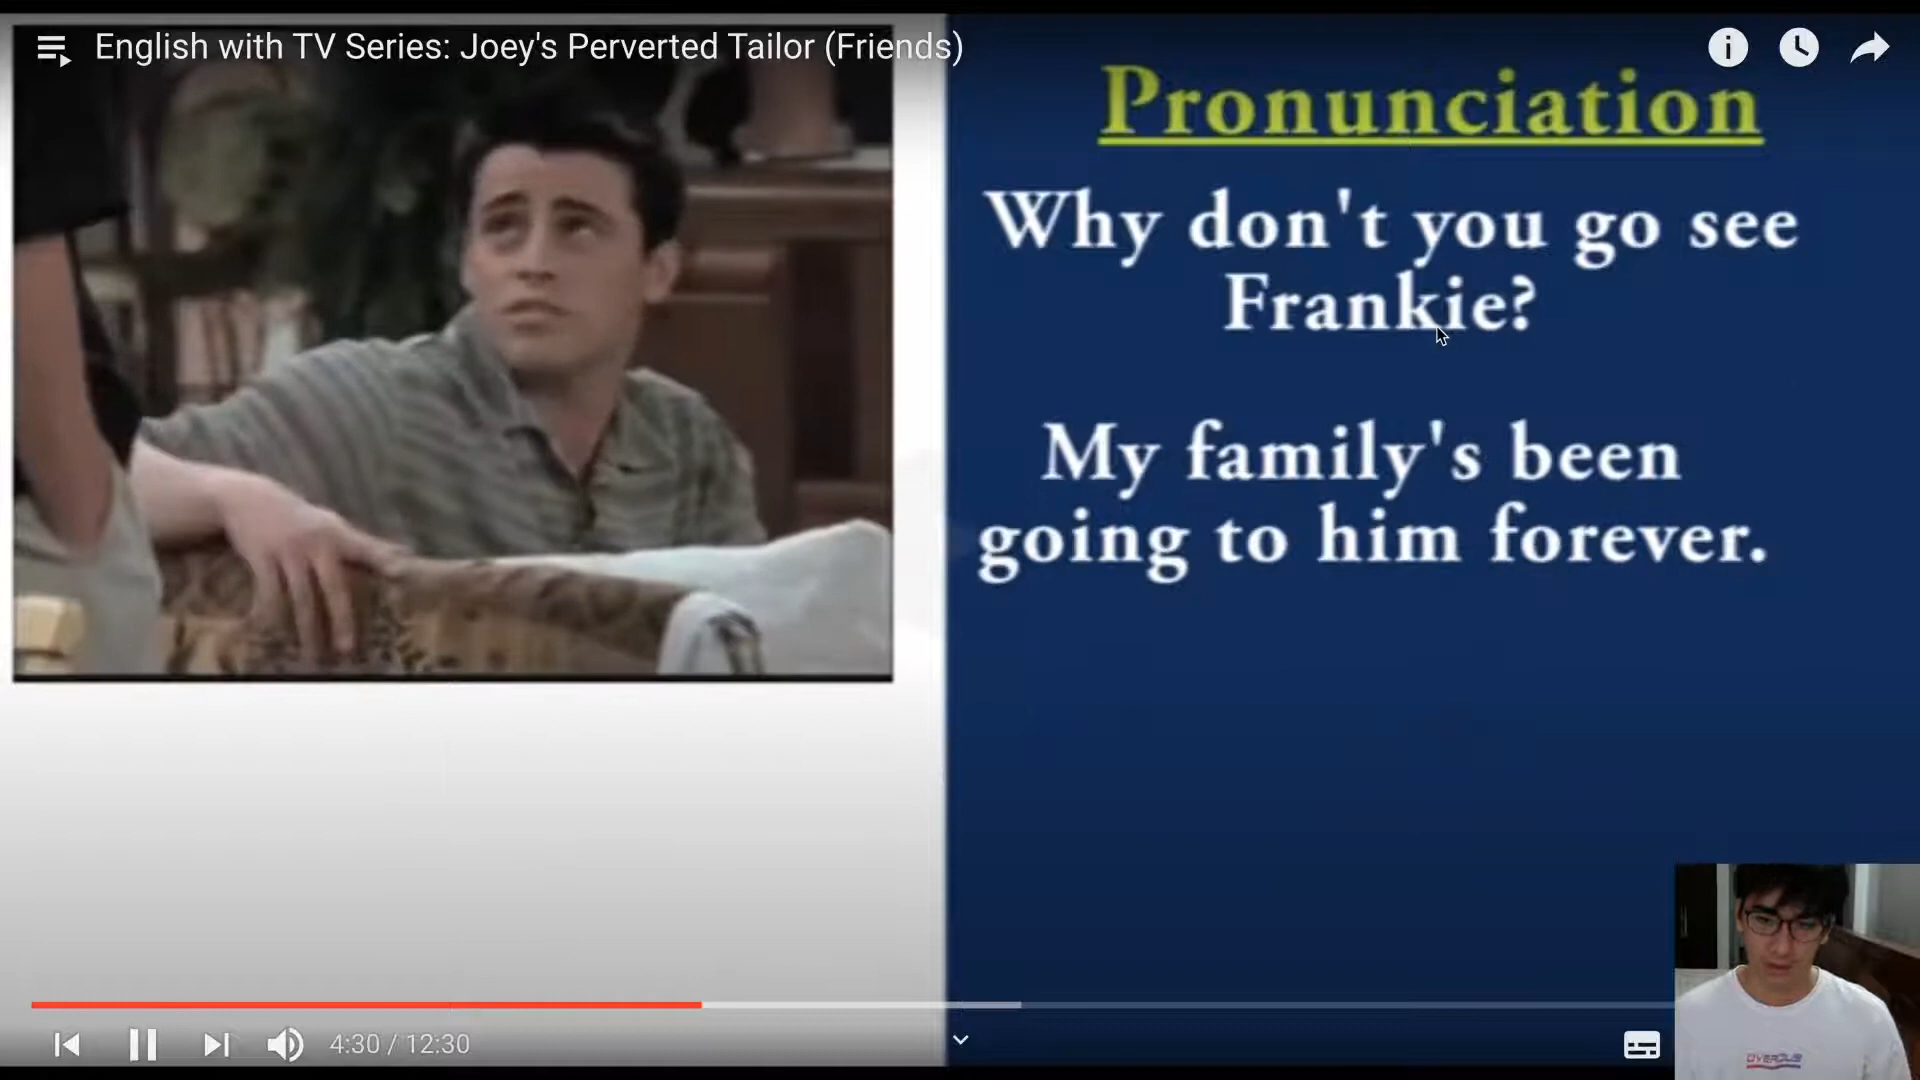 English with TV Series: Joey's Perverted Tailor (Friends)
Pronunciation
Why don't you go see
Frankie?
My family's been
going to him forever.
4:30 / 12:30